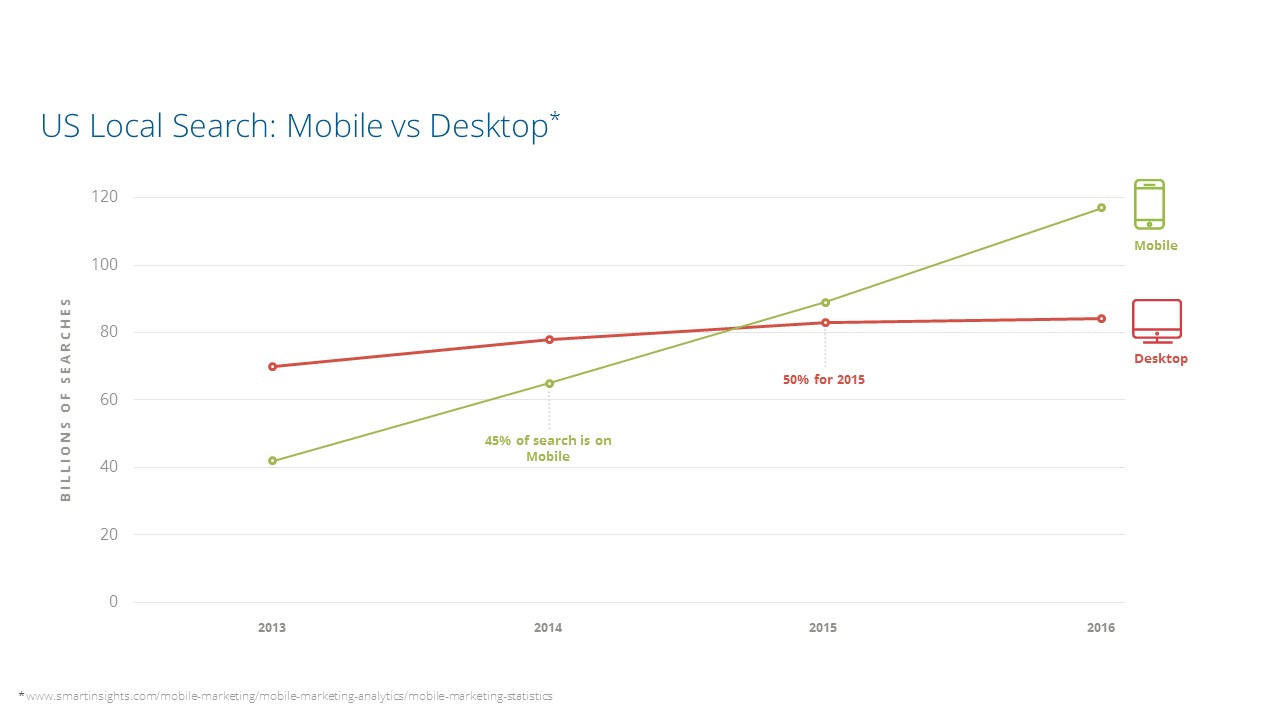 US Local Search: Mobile vs Desktop*
120
100
80
60
40
20
0
BILLIONS OF SEARCHES
Mobile
Desktop
50% for 2015
45% of search is on
Mobile
2013
2014
2015
2016
*www.smartinsights.com/mobile-marketing/mobile-marketing-analytics/mobile-marketing-statistics